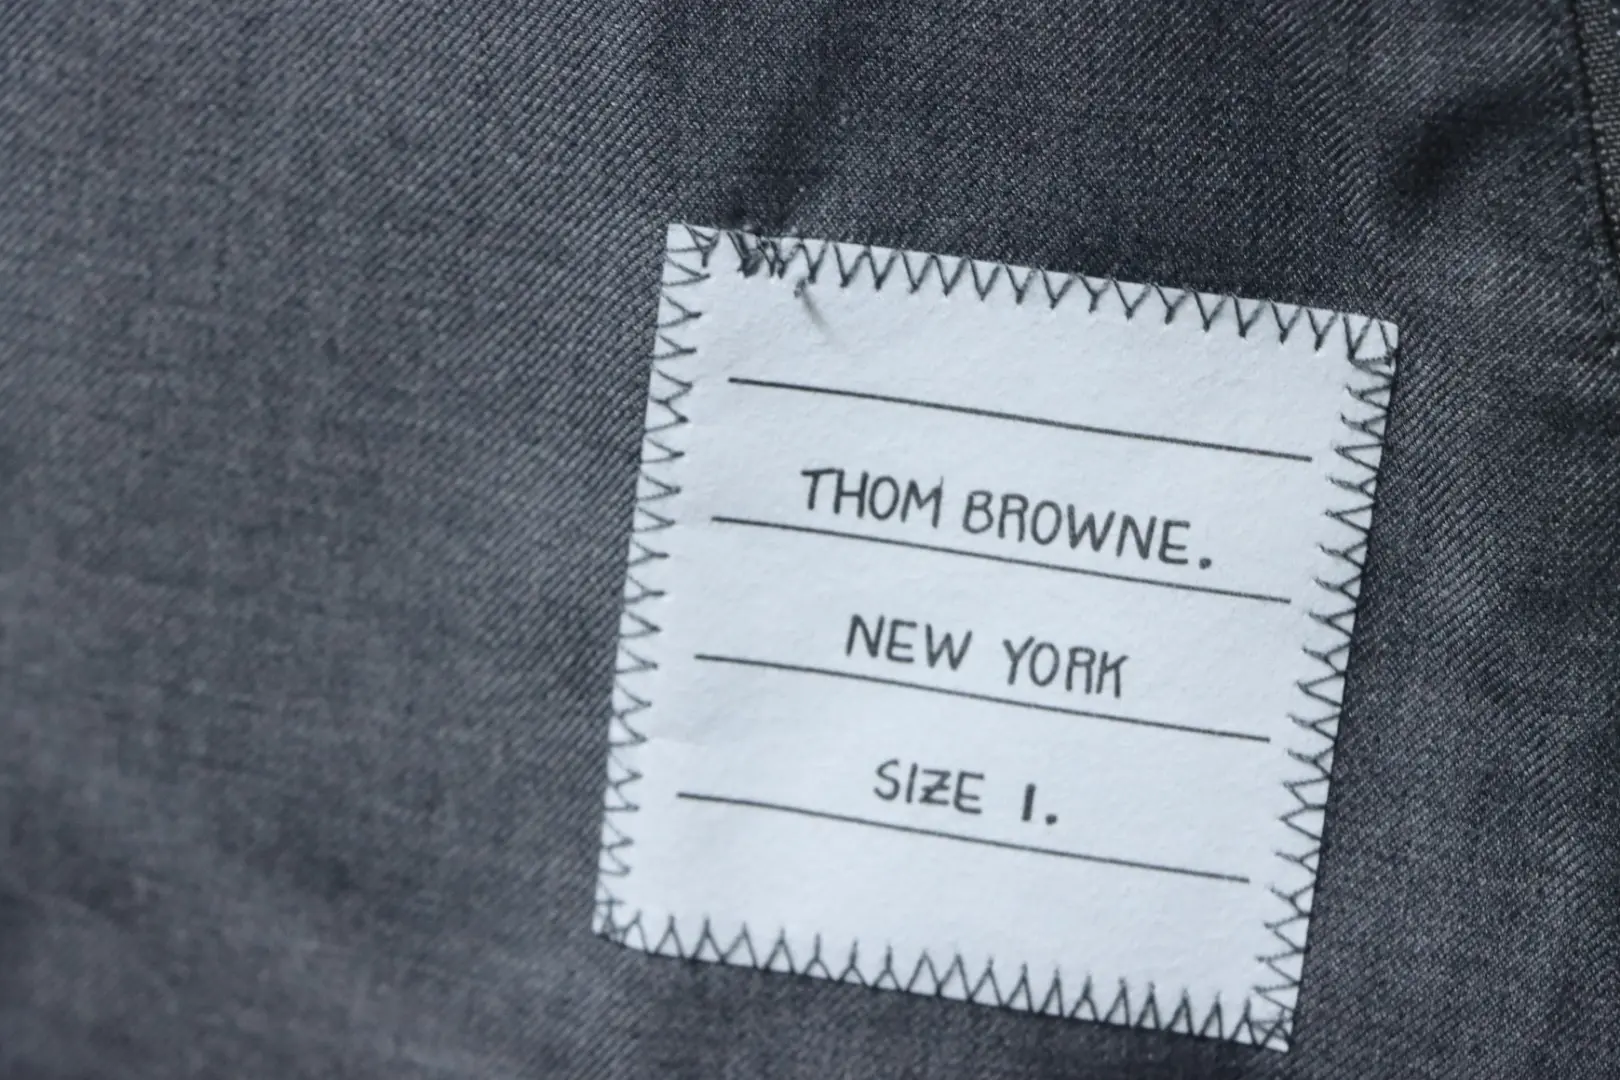 THOM BROWNE.
NEW YORK
SIZE 1.